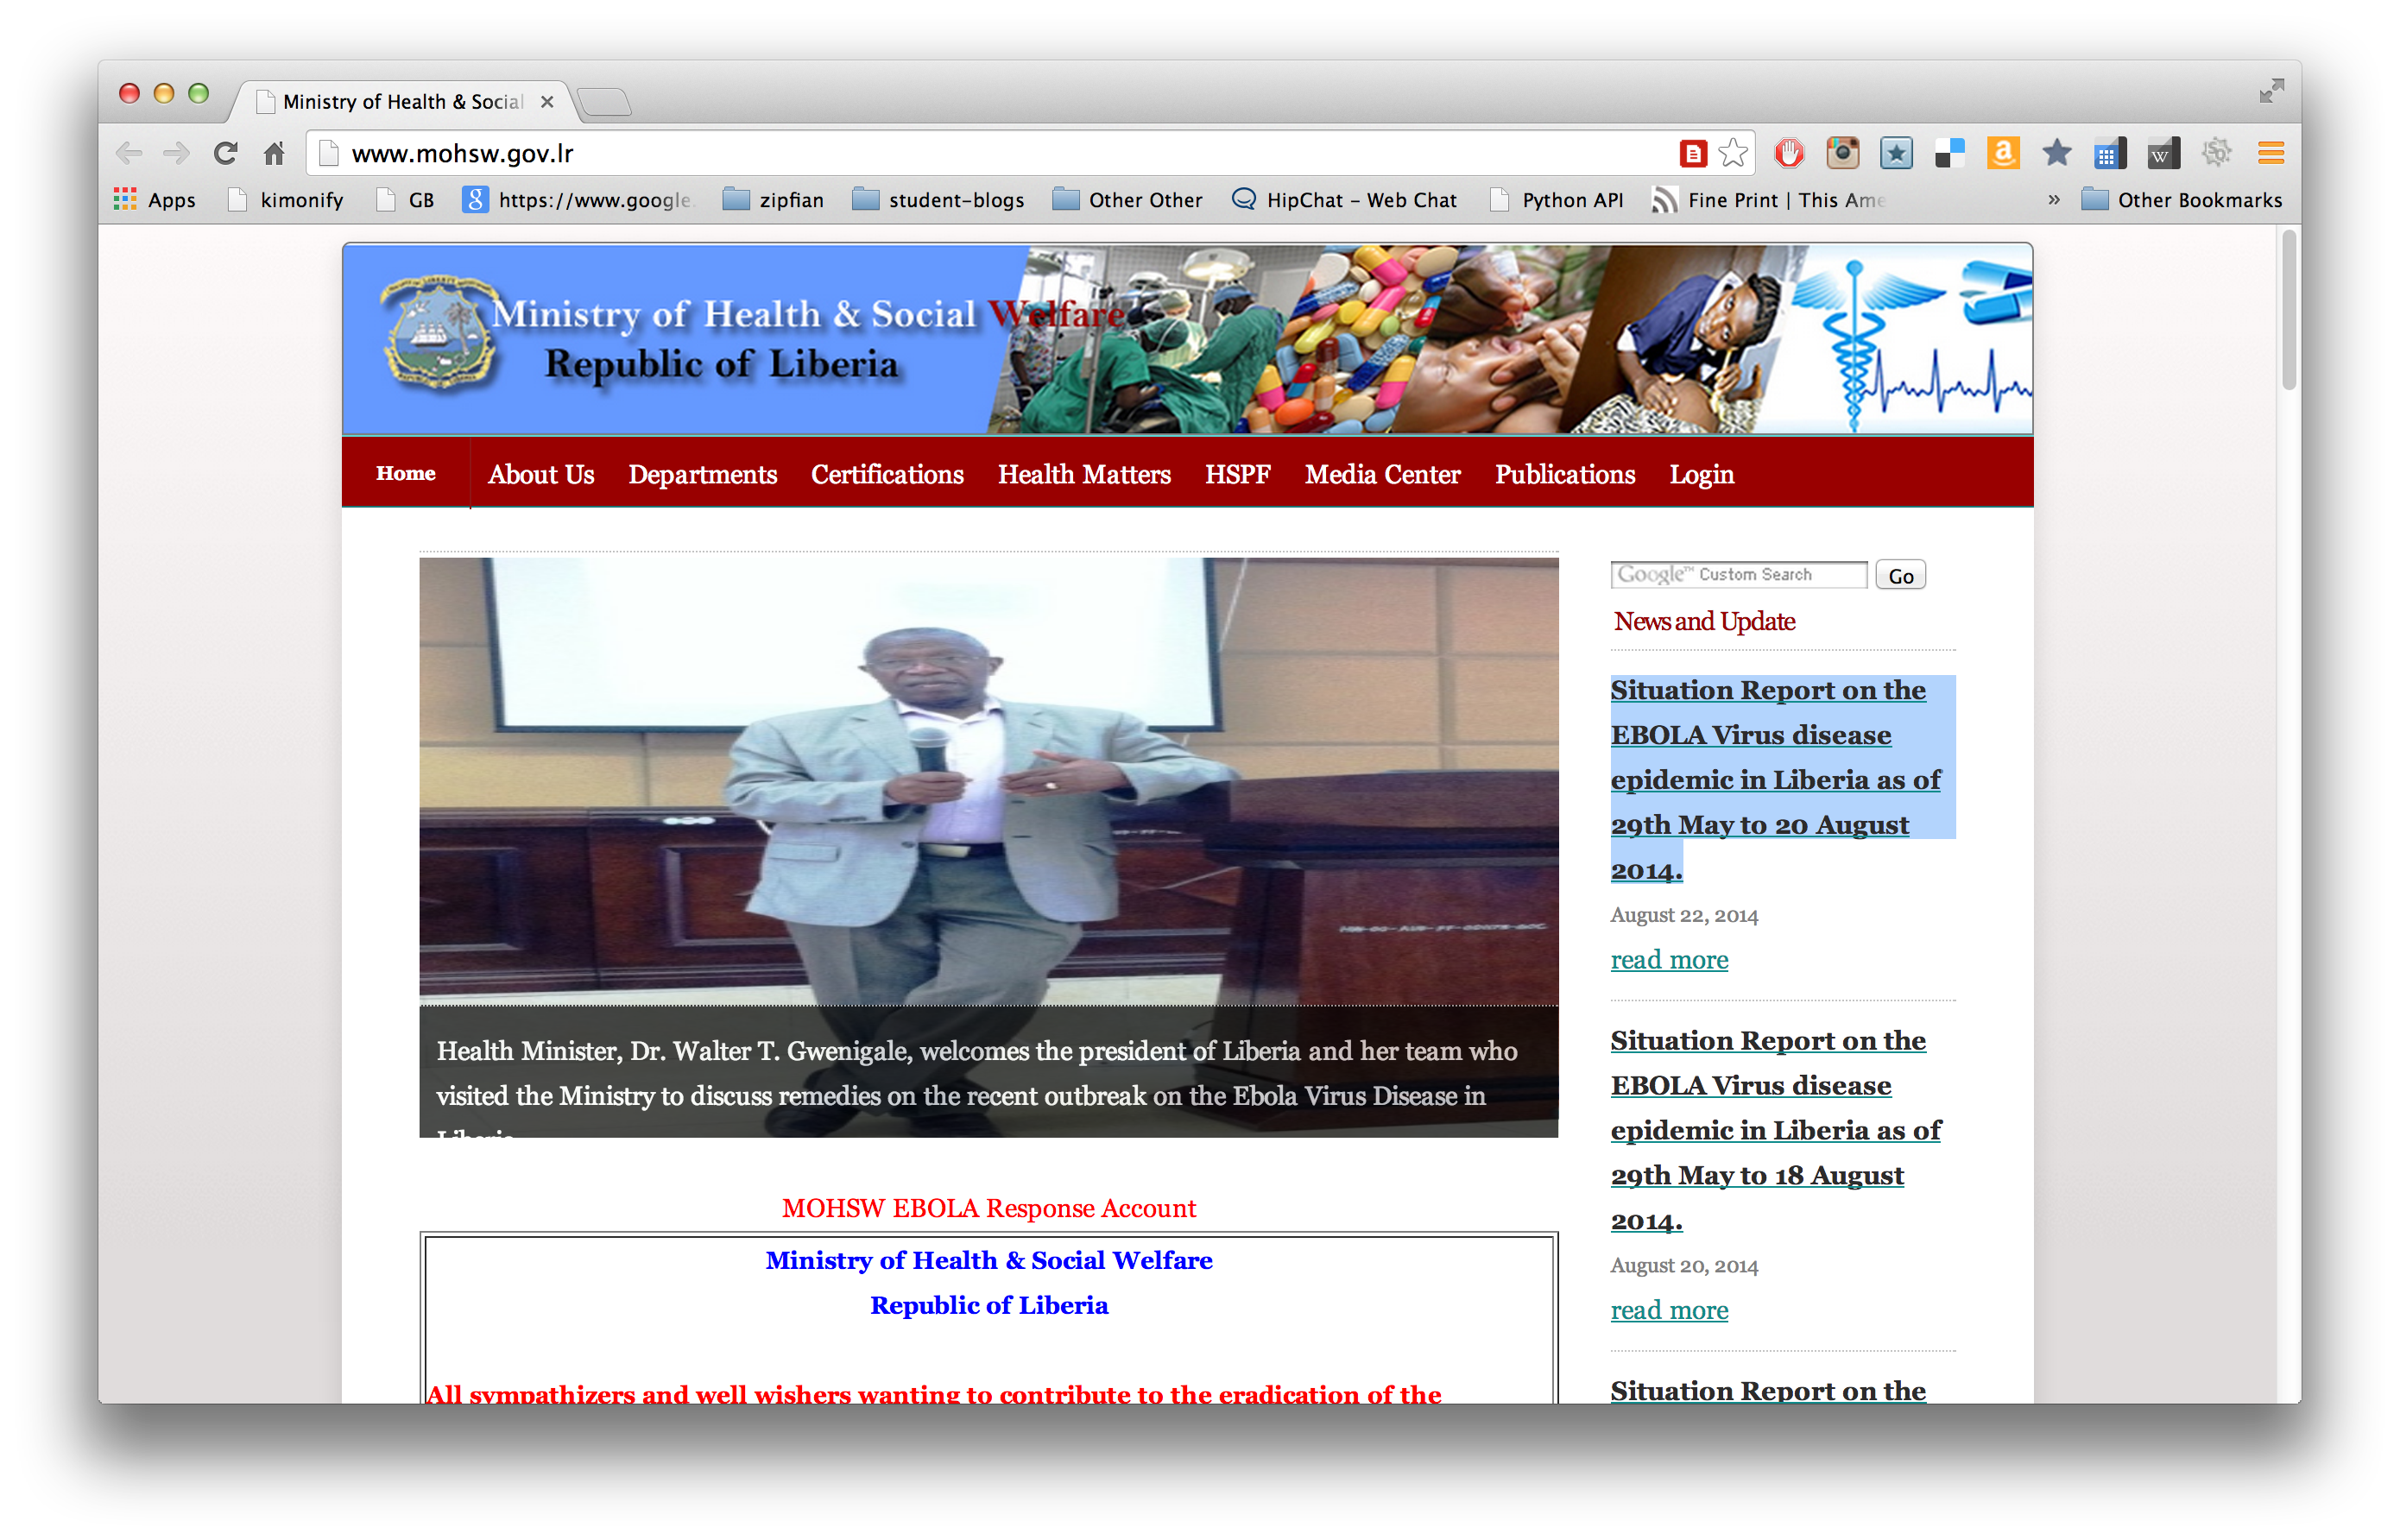 Ministry of Health & Social
www.mohsw.gov.lr
Apps kimonify GB https://www.google. zipfian student-blogs Other Other HipChat - Web Chat Python API Fine Print | This Ame » Other Bookmarks
Ministry of Health & Social Welfare
Republic of Liberia
Home About Us Departments Certifications Health Matters HSPF Media Center Publications Login
Health Minister, Dr. Walter T. Gwenigale, welcomes the president of Liberia and her team who
visited the Ministry to discuss remedies on the recent outbreak on the Ebola Virus Disease in
Liberia
MOHSW EBOLA Response Account
Ministry of Health & Social Welfare
Republic of Liberia
All sympathizers and well wishers wanting to contribute to the eradication of the
Google™ Custom Search Go
News and Update
Situation Report on the
EBOLA Virus disease
epidemic in Liberia as of
29th May to 20 August
2014.
August 22, 2014
read more
Situation Report on the
EBOLA Virus disease
epidemic in Liberia as of
29th May to 18 August
2014.
August 20, 2014
read more
Situation Report on the